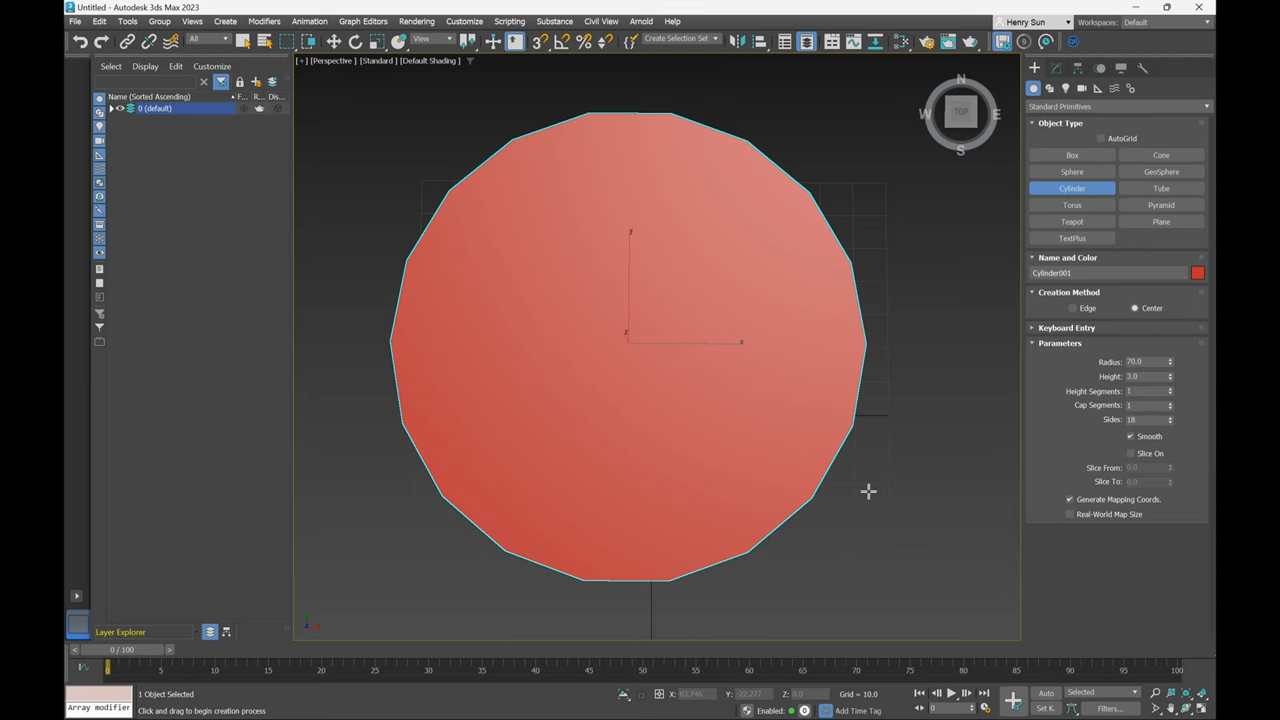 Untitled - Autodesk 3ds Max 2023
File Edit Tools Group Views Create Modifiers Animation Graph Editors Rendering Customize Scripting Substance Civil View Arnold Help
Henry Sun
Workspaces: Default
All
View
Create Selection Set
Select Display Edit Customize
Name (Sorted Ascending)
F...
R...
Dis...
0 (default)
[ + ] [Perspective ] [Standard ] [Default Shading ]
N
W
TOP
E
S
y
z
x
Standard Primitives
Object Type
AutoGrid
Box Cone
Sphere GeoSphere
Cylinder Tube
Torus Pyramid
Teapot Plane
TextPlus
Name and Color
Cylinder001
Creation Method
Edge Center
Keyboard Entry
Parameters
Radius: 70.0
Height: 3.0
Height Segments: 1
Cap Segments: 1
Sides: 18
Smooth
Slice On
Slice From: 0.0
Slice To: 0.0
Generate Mapping Coords.
Real-World Map Size
Layer Explorer
0 / 100
0 5 10 15 20 25 30 35 40 45 50 55 60 65 70 75 80 85 90 95 100
1 Object Selected
X: 63.746
Y: 22.277
Z: 0.0
Grid = 10.0
Auto
Selected
Array modifier
Click and drag to begin creation process
Enabled:
0
Add Time Tag
0
Set K.
Filters...